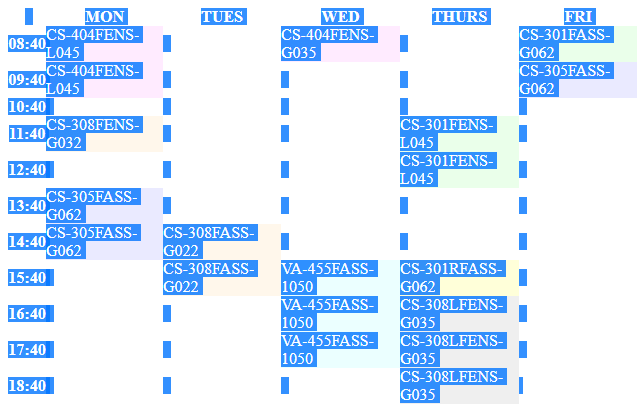 MON TUES WED THURS FRI
08:40 CS-404FENS-L045 CS-404FENS-G035 CS-301FASS-G062
09:40 CS-404FENS-L045 CS-305FASS-G062
10:40
11:40 CS-308FENS-G032 CS-301FENS-L045
12:40 CS-301FENS-L045
13:40 CS-305FASS-G062
14:40 CS-305FASS-G062 CS-308FASS-G022
15:40 CS-308FASS-G022 VA-455FASS-1050 CS-301RFASS-G062
16:40 VA-455FASS-1050 CS-308LFENS-G035
17:40 VA-455FASS-1050 CS-308LFENS-G035
18:40 CS-308LFENS-G035